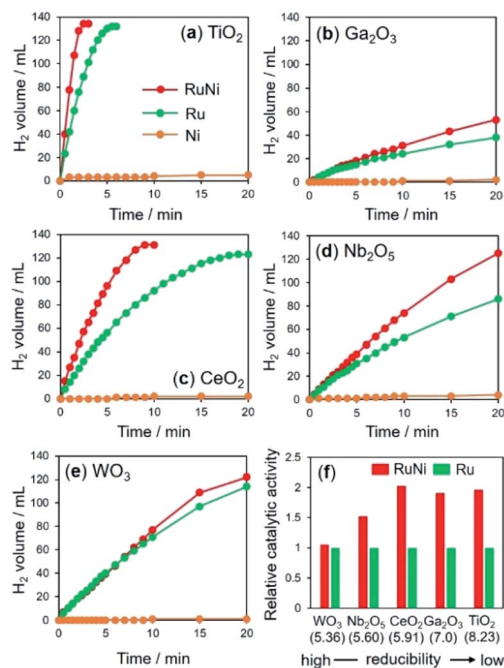 (a) TiO₂
H₂ volume / mL
140
120
100
80
60
40
20
0
RuNi
Ru
Ni
0 5 10 15 20
Time / min
(b) Ga₂O₃
H₂ volume / mL
140
120
100
80
60
40
20
0
0 5 10 15 20
Time / min
(c) CeO₂
H₂ volume / mL
140
120
100
80
60
40
20
0
0 5 10 15 20
Time / min
(d) Nb₂O₅
H₂ volume / mL
140
120
100
80
60
40
20
0
0 5 10 15 20
Time / min
(e) WO₃
H₂ volume / mL
140
120
100
80
60
40
20
0
0 5 10 15 20
Time / min
(f)
RuNi Ru
Relative catalytic activity
2.5
2
1.5
1
0.5
0
WO₃ Nb₂O₅ CeO₂ Ga₂O₃ TiO₂
(5.36) (5.60) (5.91) (7.0) (8.23)
high reducibility low